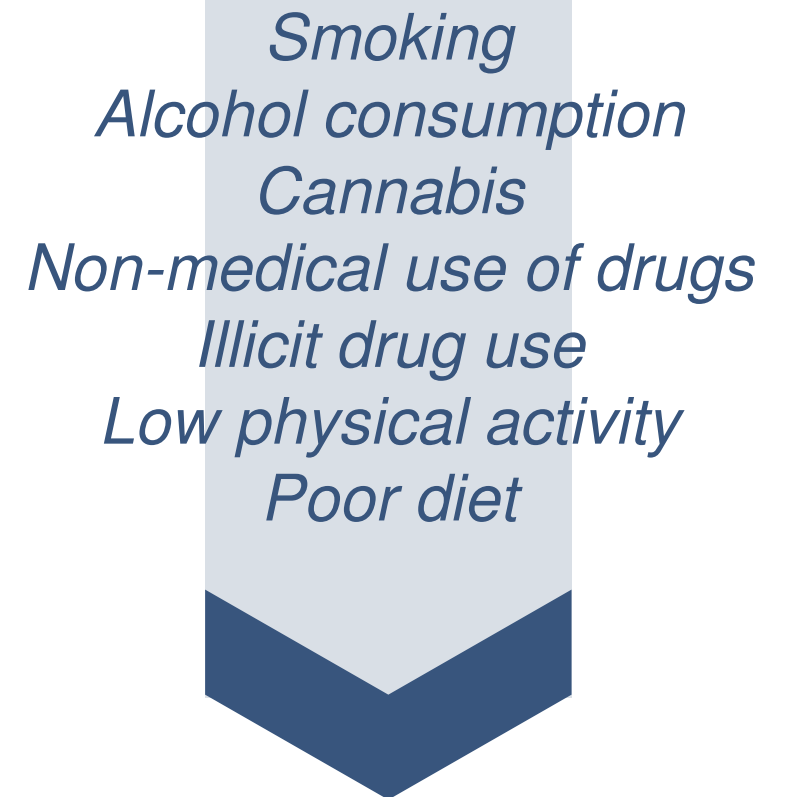 Smoking
Alcohol consumption
Cannabis
Non-medical use of drugs
Illicit drug use
Low physical activity
Poor diet